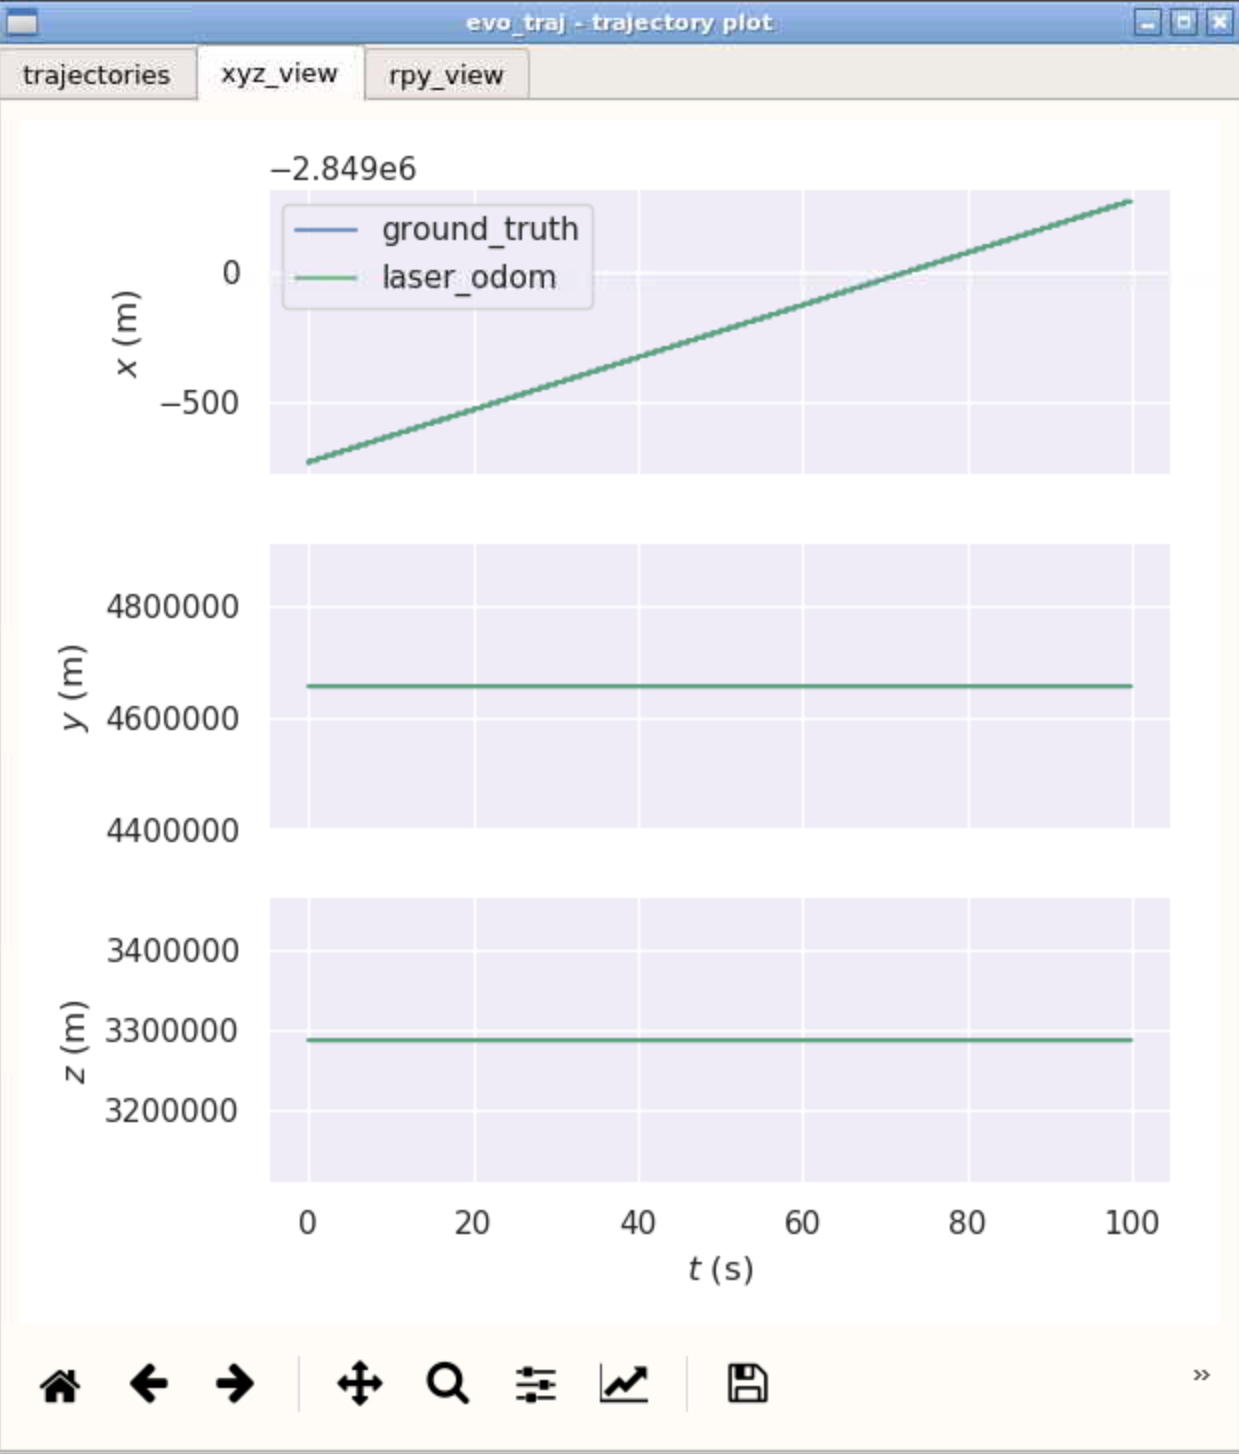 evo_traj - trajectory plot
trajectories
xyz_view
rpy_view
−2.849e6
ground_truth
laser_odom
0
−500
x (m)
4800000
4600000
4400000
y (m)
3400000
3300000
3200000
z (m)
0 20 40 60 80 100
t (s)
»